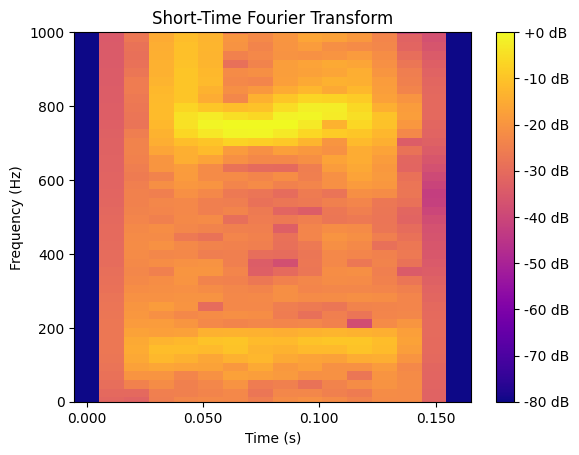 Short-Time Fourier Transform
1000
800
600
400
200
0
Frequency (Hz)
0.000
0.050
0.100
0.150
Time (s)
+0 dB
-10 dB
-20 dB
-30 dB
-40 dB
-50 dB
-60 dB
-70 dB
-80 dB